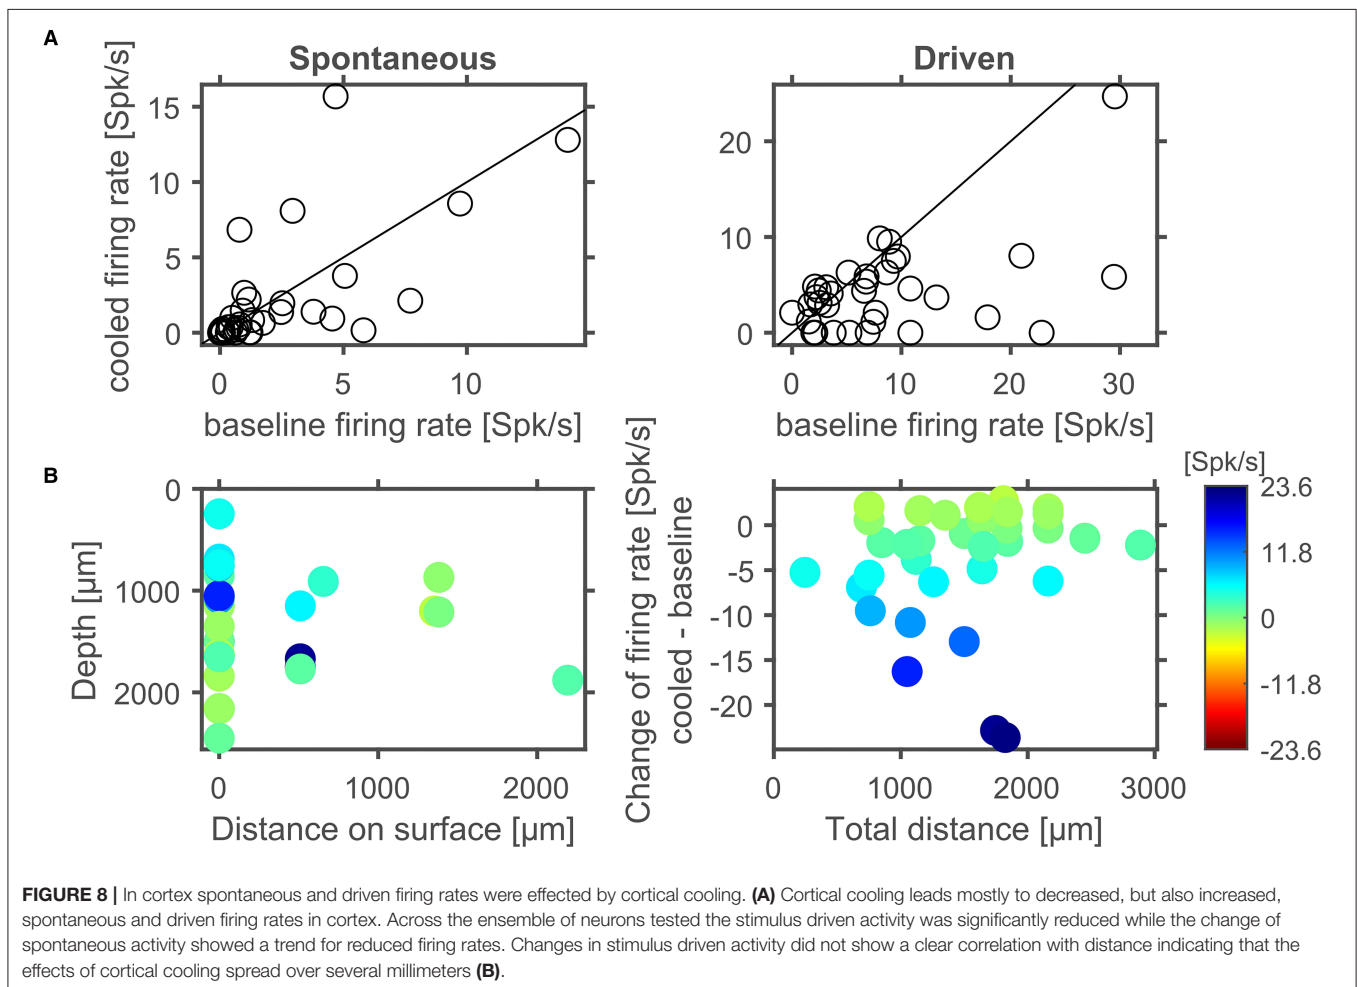 A
Spontaneous
cooled firing rate [Spk/s]
15
10
5
0
0 5 10
baseline firing rate [Spk/s]
Driven
20
10
0
0 10 20 30
baseline firing rate [Spk/s]
B
Depth [µm]
0
1000
2000
0 1000 2000
Distance on surface [µm]
Change of firing rate [Spk/s]
cooled - baseline
0
-5
-10
-15
-20
0 1000 2000 3000
Total distance [µm]
[Spk/s]
23.6
11.8
0
-11.8
-23.6
FIGURE 8 | In cortex spontaneous and driven firing rates were effected by cortical cooling. (A) Cortical cooling leads mostly to decreased, but also increased,
spontaneous and driven firing rates in cortex. Across the ensemble of neurons tested the stimulus driven activity was significantly reduced while the change of
spontaneous activity showed a trend for reduced firing rates. Changes in stimulus driven activity did not show a clear correlation with distance indicating that the
effects of cortical cooling spread over several millimeters (B).